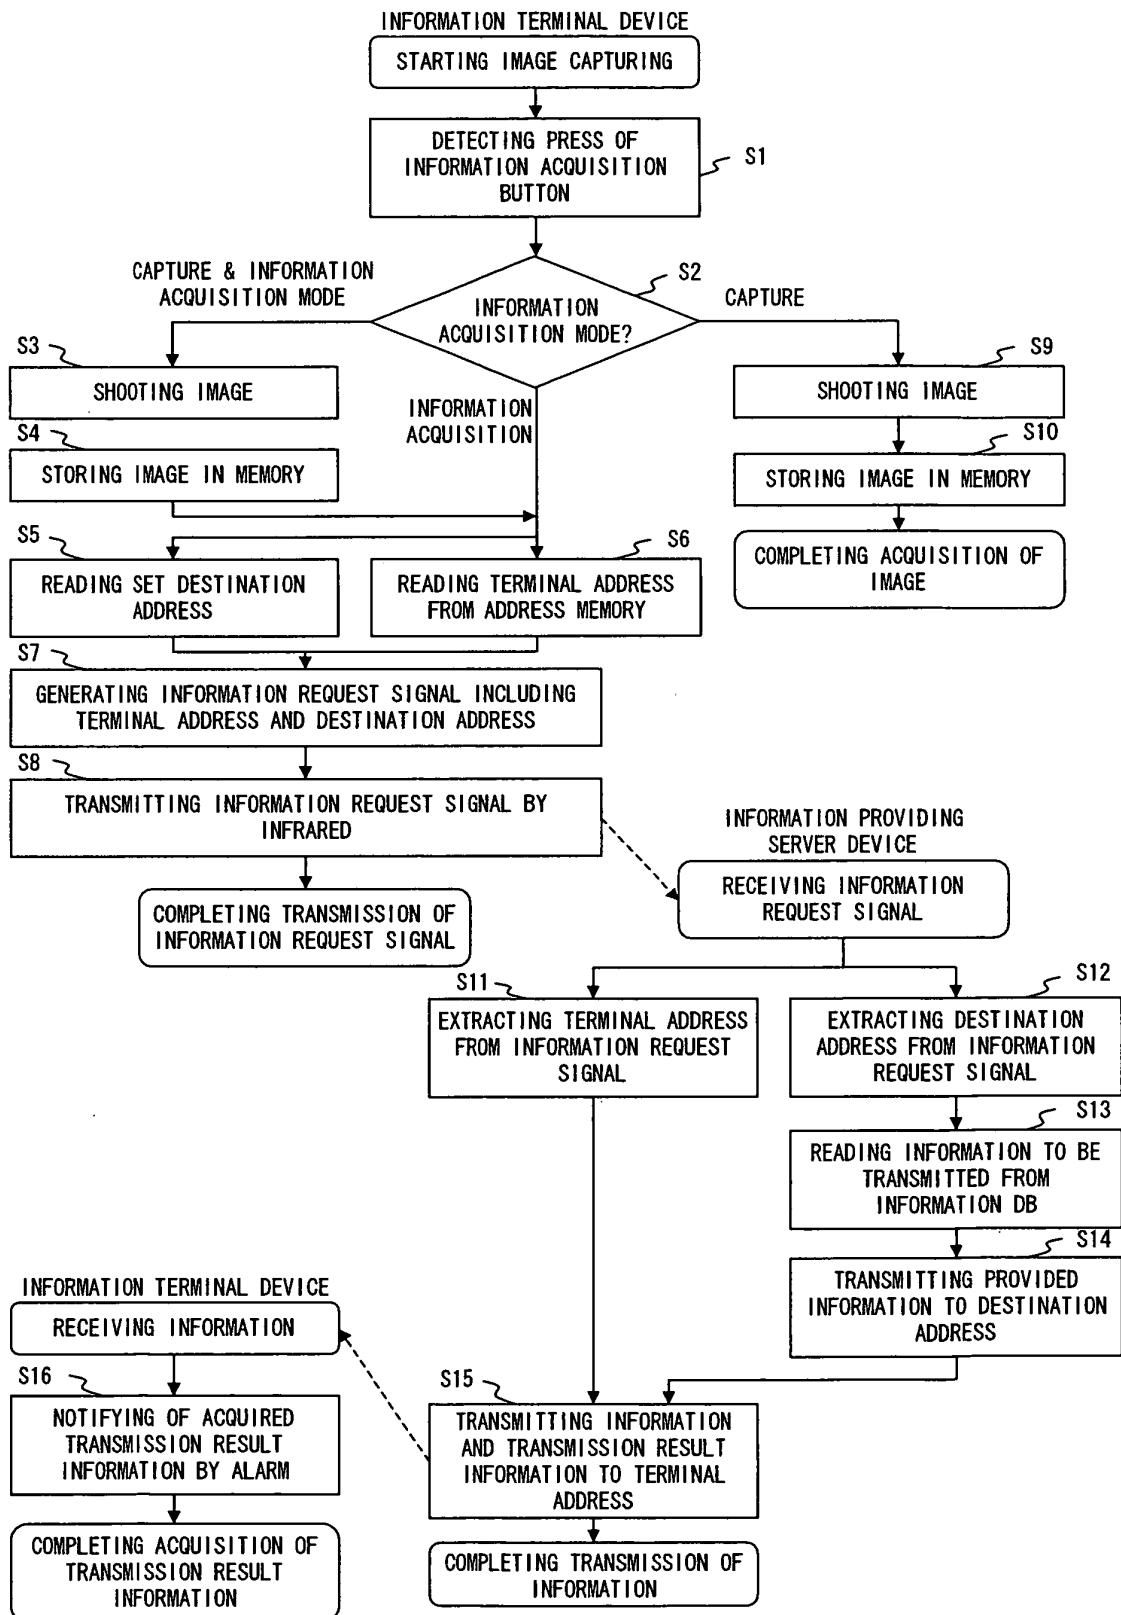 INFORMATION TERMINAL DEVICE
STARTING IMAGE CAPTURING
DETECTING PRESS OF
INFORMATION ACQUISITION
BUTTON
S1
S2
CAPTURE & INFORMATION
ACQUISITION MODE
INFORMATION
ACQUISITION MODE?
CAPTURE
S3
SHOOTING IMAGE
S9
SHOOTING IMAGE
INFORMATION
ACQUISITION
S4
STORING IMAGE IN MEMORY
S10
STORING IMAGE IN MEMORY
S5
READING SET DESTINATION
ADDRESS
S6
READING TERMINAL ADDRESS
FROM ADDRESS MEMORY
COMPLETING ACQUISITION OF
IMAGE
S7
GENERATING INFORMATION REQUEST SIGNAL INCLUDING
TERMINAL ADDRESS AND DESTINATION ADDRESS
S8
TRANSMITTING INFORMATION REQUEST SIGNAL BY
INFRARED
INFORMATION PROVIDING
SERVER DEVICE
RECEIVING INFORMATION
REQUEST SIGNAL
COMPLETING TRANSMISSION OF
INFORMATION REQUEST SIGNAL
S11
EXTRACTING TERMINAL ADDRESS
FROM INFORMATION REQUEST
SIGNAL
S12
EXTRACTING DESTINATION
ADDRESS FROM INFORMATION
REQUEST SIGNAL
S13
READING INFORMATION TO BE
TRANSMITTED FROM
INFORMATION DB
S14
TRANSMITTING PROVIDED
INFORMATION TO DESTINATION
ADDRESS
INFORMATION TERMINAL DEVICE
RECEIVING INFORMATION
S16
NOTIFYING OF ACQUIRED
TRANSMISSION RESULT
INFORMATION BY ALARM
S15
TRANSMITTING INFORMATION
AND TRANSMISSION RESULT
INFORMATION TO TERMINAL
ADDRESS
COMPLETING ACQUISITION OF
TRANSMISSION RESULT
INFORMATION
COMPLETING TRANSMISSION OF
INFORMATION